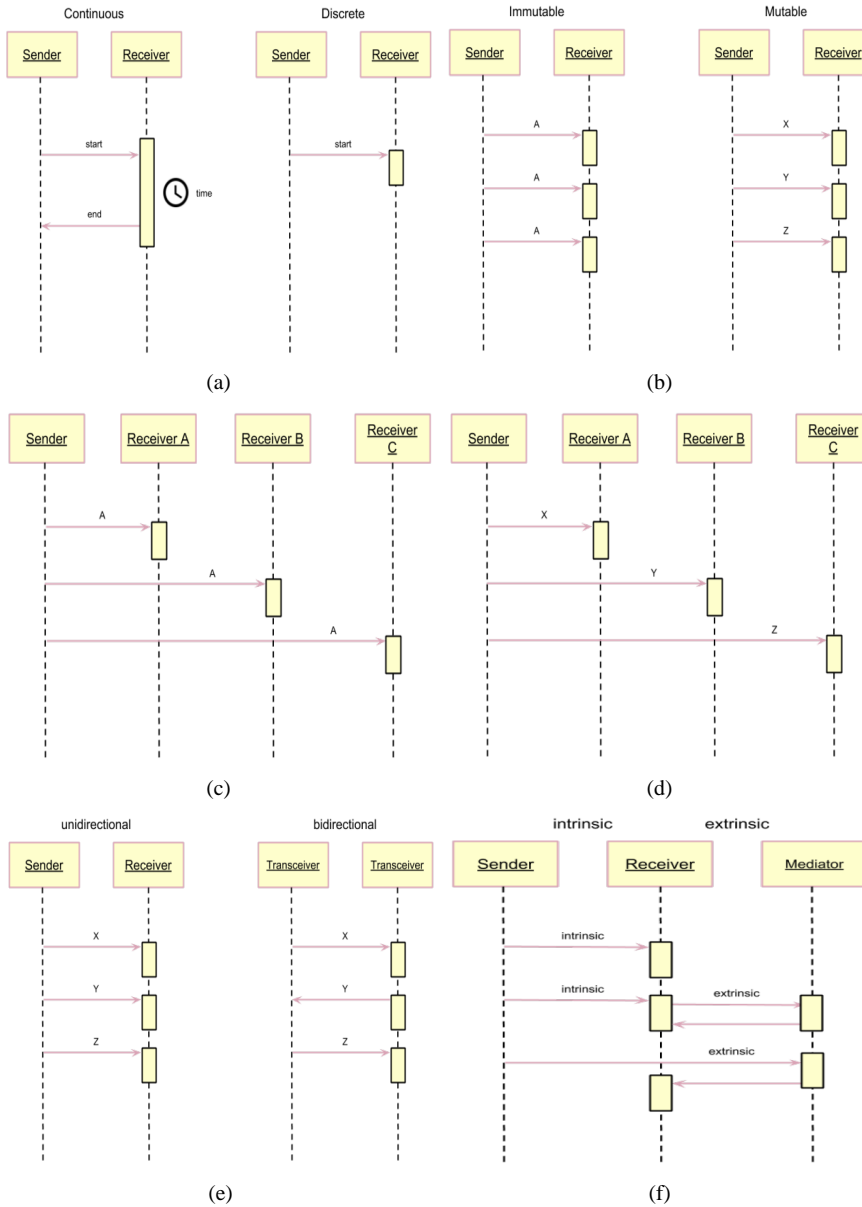 Continuous
Discrete
Immutable
Mutable
Sender
Receiver
Sender
Receiver
Sender
Receiver
Sender
Receiver
start
time
end
start
A
A
A
X
Y
Z
(a)
(b)
Sender
Receiver A
Receiver B
Receiver
C
Sender
Receiver A
Receiver B
Receiver
C
A
A
A
X
Y
Z
(c)
(d)
unidirectional
bidirectional
intrinsic
extrinsic
Sender
Receiver
Transceiver
Transceiver
Sender
Receiver
Mediator
X
Y
Z
X
Y
Z
intrinsic
intrinsic
extrinsic
extrinsic
(e)
(f)